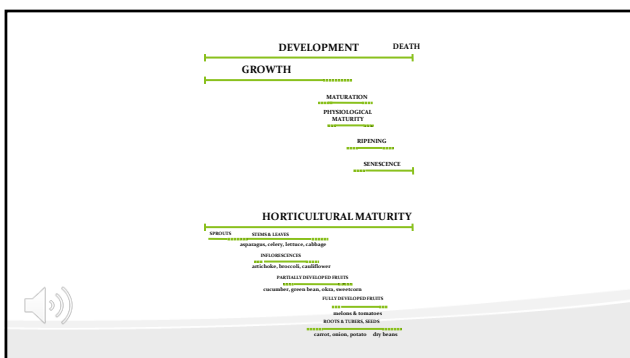 DEVELOPMENT DEATH
GROWTH
MATURATION
PHYSIOLOGICAL
MATURITY
RIPENING
SENESCENCE
HORTICULTURAL MATURITY
SPROUTS STEMS & LEAVES
asparagus, celery, lettuce, cabbage
INFLORESCENCES
artichoke, broccoli, cauliflower
PARTIALLY DEVELOPED FRUITS
cucumber, green bean, okra, sweetcorn
FULLY DEVELOPED FRUITS
melons & tomatoes
ROOTS & TUBERS, SEEDS
carrot, onion, potato dry beans